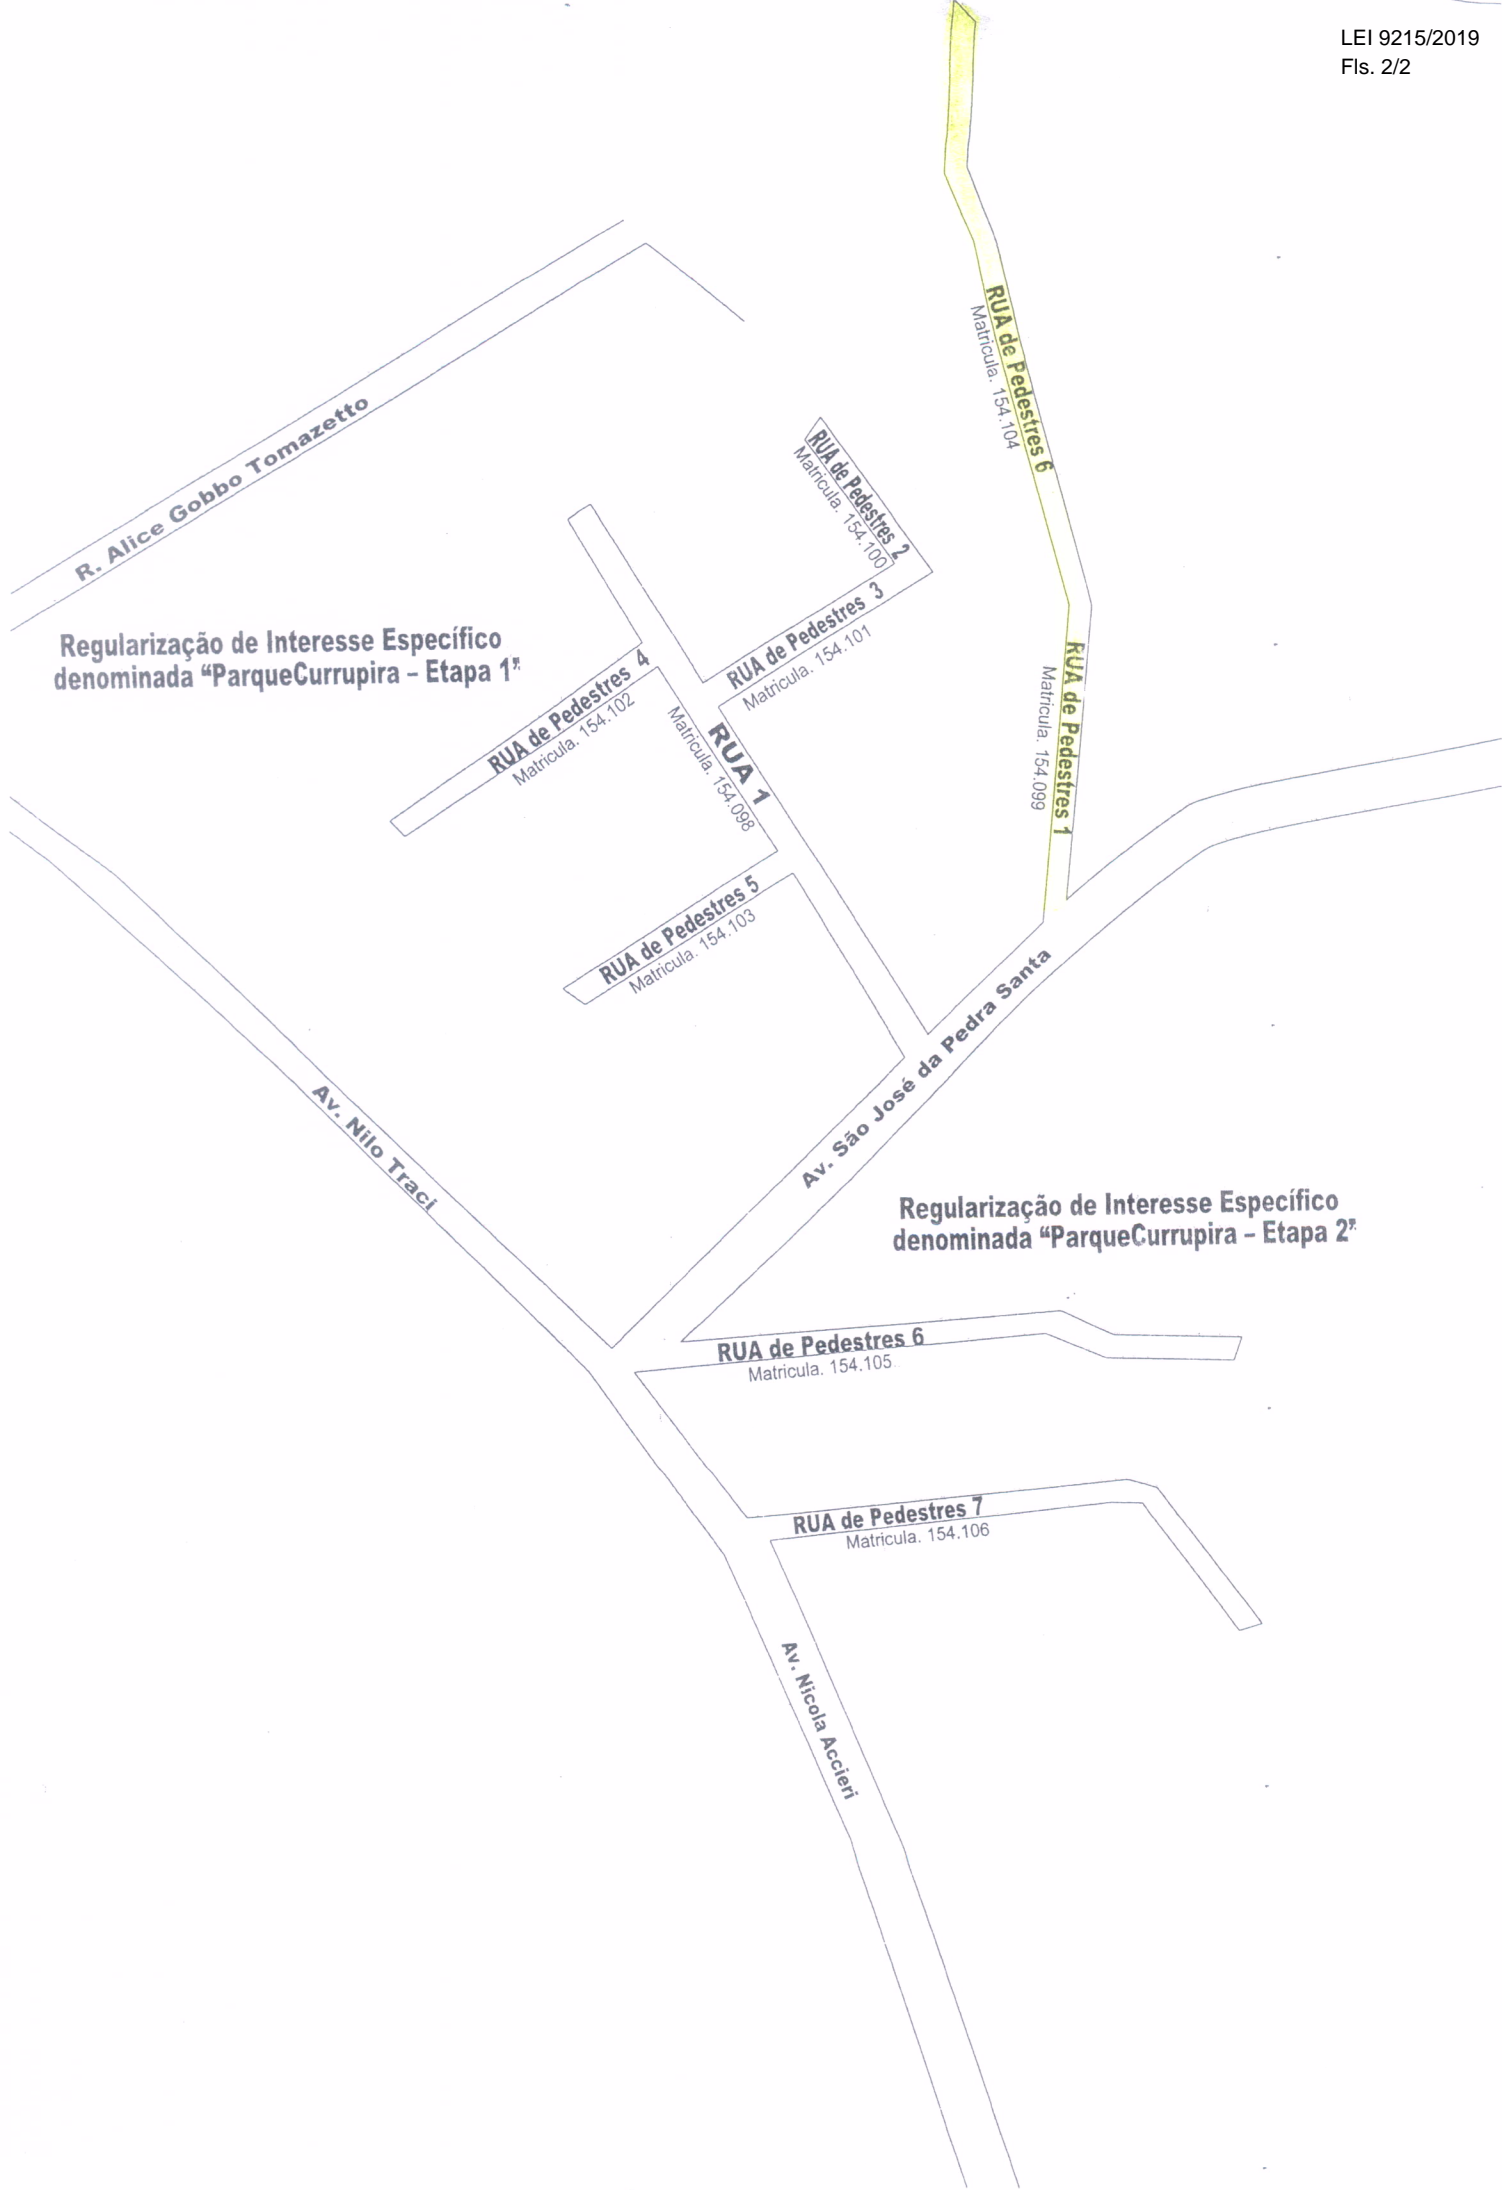 LEI 9215/2019
Fls. 2/2
RUA de Pedestres 6
Matricula. 154.104
R. Alice Gobbo Tomazetto
RUA de Pedestres 2
Matricula. 154.100
RUA de Pedestres 3
Matricula. 154.101
Regularização de Interesse Específico
denominada “ParqueCurrupira – Etapa 1”.
RUA de Pedestres 4
Matricula. 154.102
RUA 1
Matricula. 154.098
RUA de Pedestres 1
Matricula. 154.099
RUA de Pedestres 5
Matricula. 154.103
Av. São José da Pedra Santa
Av. Nilo Traci
Regularização de Interesse Específico
denominada “ParqueCurrupira – Etapa 2”.
RUA de Pedestres 6
Matricula. 154.105
RUA de Pedestres 7
Matricula. 154.106
Av. Nicola Accieri